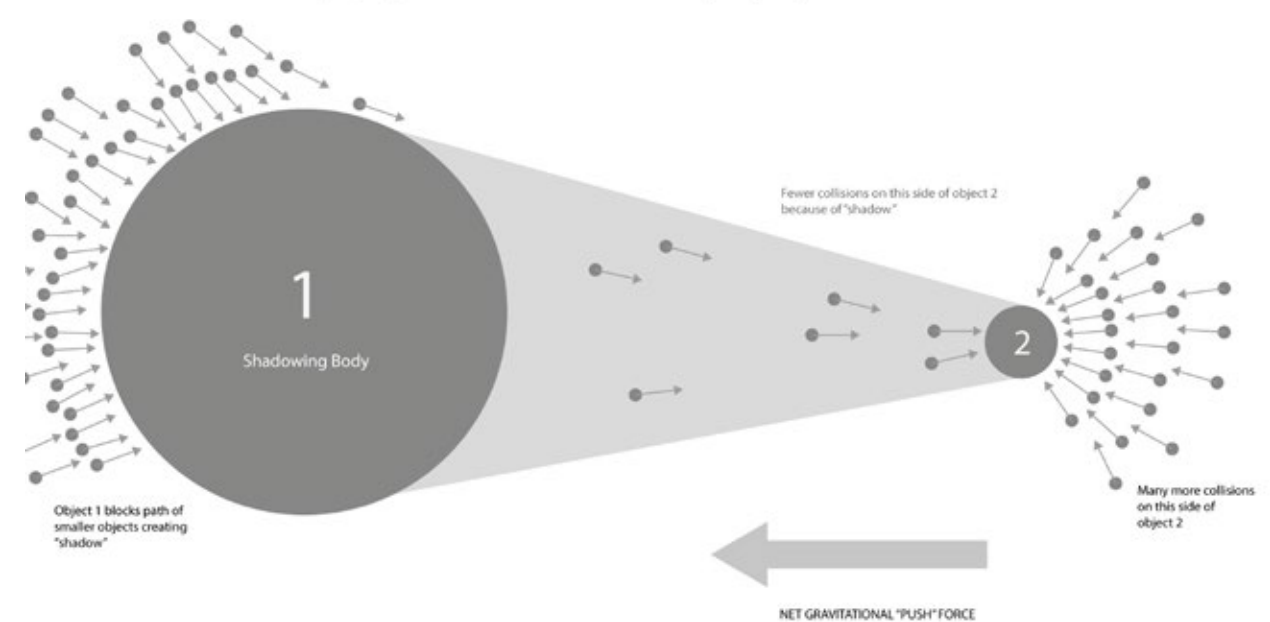 Fewer collisions on this side of object 2
because of "shadow"
1
Shadowing Body
2
Many more collisions
on this side of
object 2
Object 1 blocks path of
smaller objects creating
"shadow"
NET GRAVITATIONAL "PUSH" FORCE